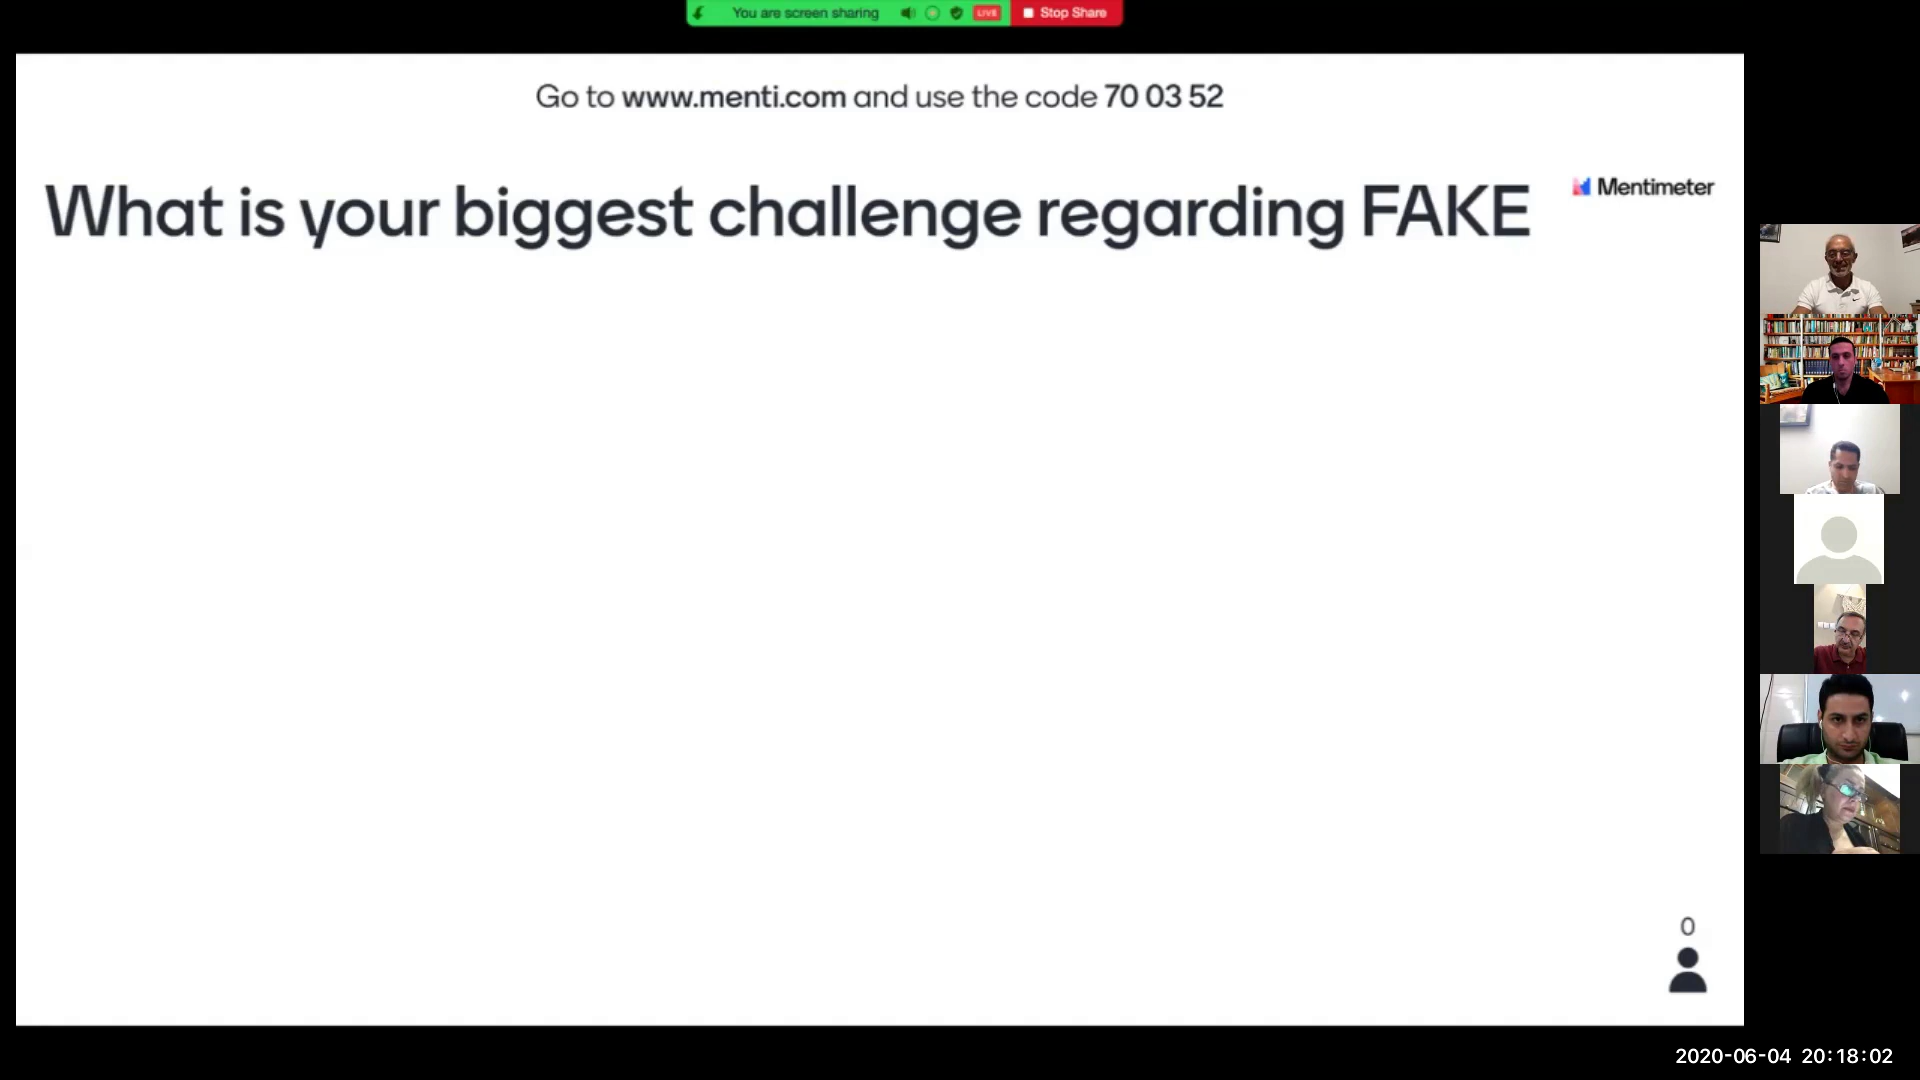 You are screen sharing
LIVE
Stop Share
Go to www.menti.com and use the code 70 03 52
What is your biggest challenge regarding FAKE
Mentimeter
0
2020-06-04 20:18:02